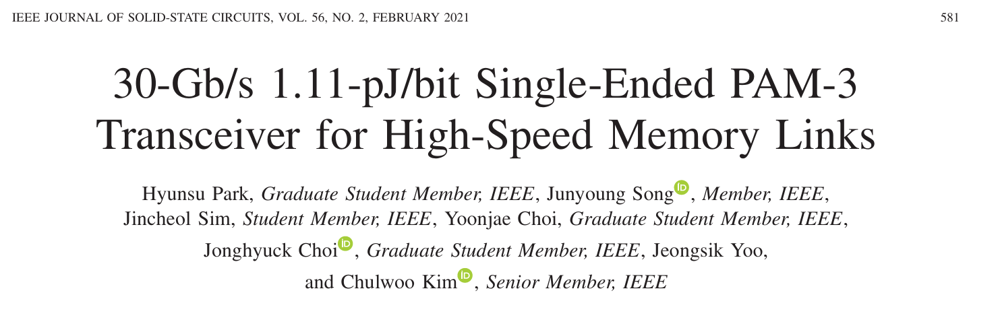 IEEE JOURNAL OF SOLID-STATE CIRCUITS, VOL. 56, NO. 2, FEBRUARY 2021 581
30-Gb/s 1.11-pJ/bit Single-Ended PAM-3
Transceiver for High-Speed Memory Links
Hyunsu Park, Graduate Student Member, IEEE, Junyoung Song iD, Member, IEEE,
Jincheol Sim, Student Member, IEEE, Yoonjae Choi, Graduate Student Member, IEEE,
Jonghyuck Choi iD, Graduate Student Member, IEEE, Jeongsik Yoo,
and Chulwoo Kim iD, Senior Member, IEEE